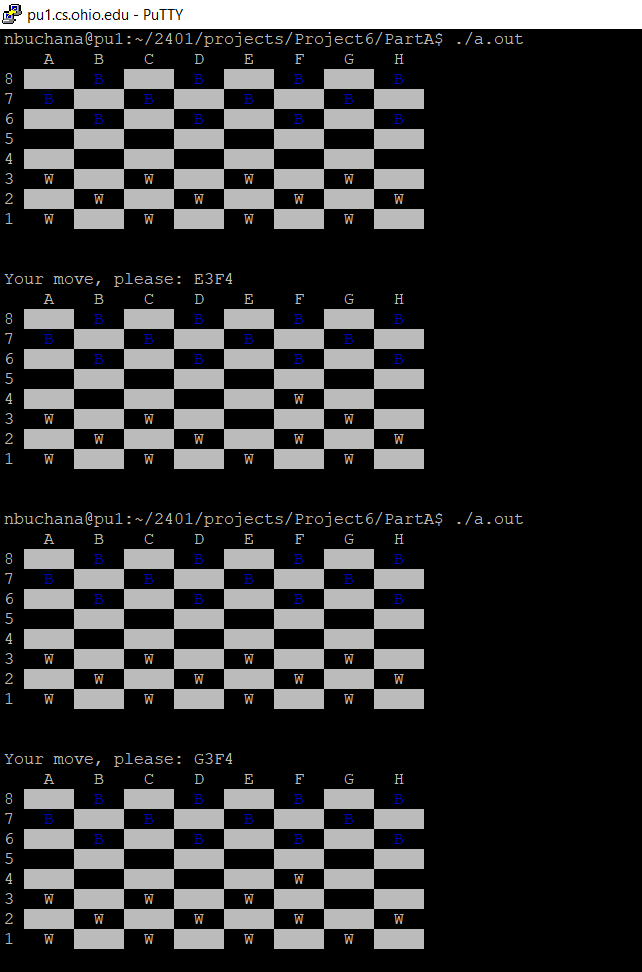 pu1.cs.ohio.edu - PuTTY
nbuchana@pu1:~/2401/projects/Project6/PartA$ ./a.out
A B C D E F G H
8 B B B B
7 B B B B
6 B B B B
5
4
3 W W W W
2 W W W W
1 W W W W
Your move, please: E3F4
A B C D E F G H
8 B B B B
7 B B B B
6 B B B B
5
4 W
3 W W W
2 W W W W
1 W W W W
nbuchana@pu1:~/2401/projects/Project6/PartA$ ./a.out
A B C D E F G H
8 B B B B
7 B B B B
6 B B B B
5
4
3 W W W W
2 W W W W
1 W W W W
Your move, please: G3F4
A B C D E F G H
8 B B B B
7 B B B B
6 B B B B
5
4 W
3 W W W
2 W W W W
1 W W W W